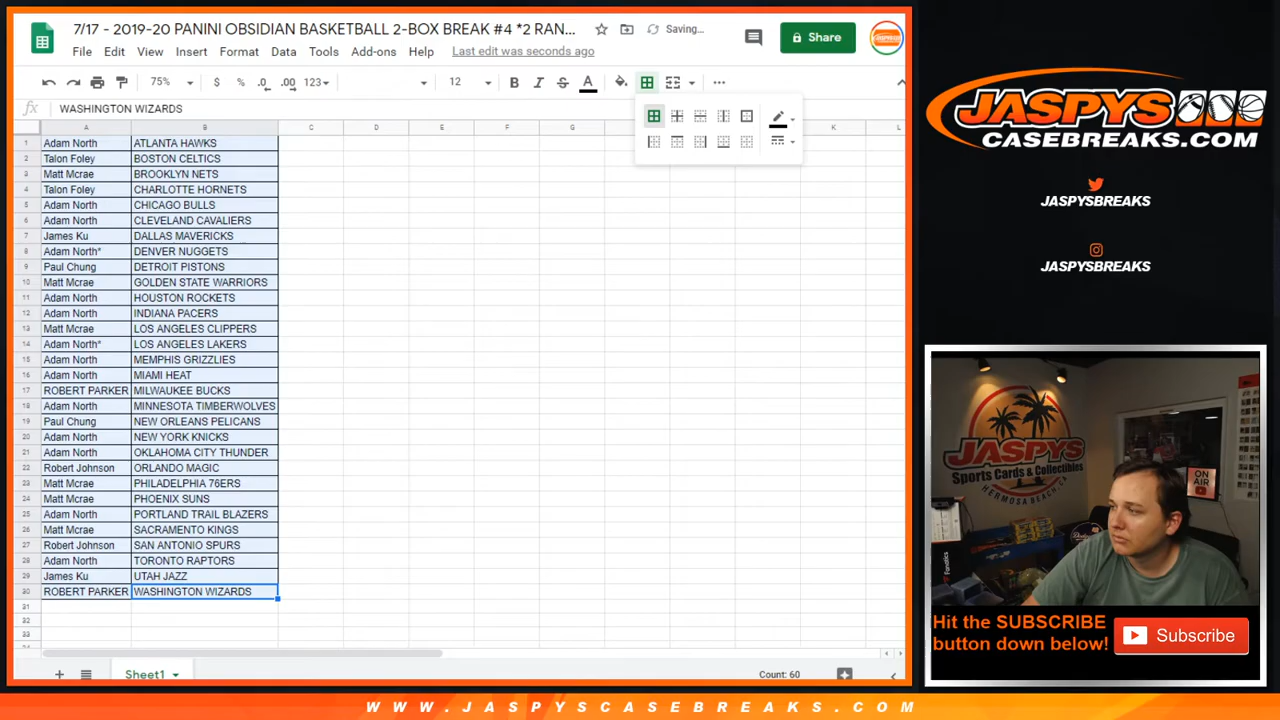 7/17 - 2019-20 PANINI OBSIDIAN BASKETBALL 2-BOX BREAK #4 *2 RAN...
Saving...
Share
File Edit View Insert Format Data Tools Add-ons Help Last edit was seconds ago
75% $ % .0 .00 123 12 B I S A
fx WASHINGTON WIZARDS
A B C D E F G K L
1 Adam North ATLANTA HAWKS
2 Talon Foley BOSTON CELTICS
3 Matt Mcrae BROOKLYN NETS
4 Talon Foley CHARLOTTE HORNETS
5 Adam North CHICAGO BULLS
6 Adam North CLEVELAND CAVALIERS
7 James Ku DALLAS MAVERICKS
8 Adam North* DENVER NUGGETS
9 Paul Chung DETROIT PISTONS
10 Matt Mcrae GOLDEN STATE WARRIORS
11 Adam North HOUSTON ROCKETS
12 Adam North INDIANA PACERS
13 Matt Mcrae LOS ANGELES CLIPPERS
14 Adam North* LOS ANGELES LAKERS
15 Adam North MEMPHIS GRIZZLIES
16 Adam North MIAMI HEAT
17 ROBERT PARKER MILWAUKEE BUCKS
18 Adam North MINNESOTA TIMBERWOLVES
19 Paul Chung NEW ORLEANS PELICANS
20 Adam North NEW YORK KNICKS
21 Adam North OKLAHOMA CITY THUNDER
22 Robert Johnson ORLANDO MAGIC
23 Matt Mcrae PHILADELPHIA 76ERS
24 Matt Mcrae PHOENIX SUNS
25 Adam North PORTLAND TRAIL BLAZERS
26 Matt Mcrae SACRAMENTO KINGS
27 Robert Johnson SAN ANTONIO SPURS
28 Adam North TORONTO RAPTORS
29 James Ku UTAH JAZZ
30 ROBERT PARKER WASHINGTON WIZARDS
31
32
33
Sheet1
Count: 60
JASPYS
CASEBREAKS.COM
JASPYSBREAKS
JASPYSBREAKS
JASPYS
Sports Cards & Collectibles
HERMOSA BEACH, CA
ON AIR
Fanatics
Hit the SUBSCRIBE
button down below!
Subscribe
WWW.JASPYSCASEBREAKS.COM